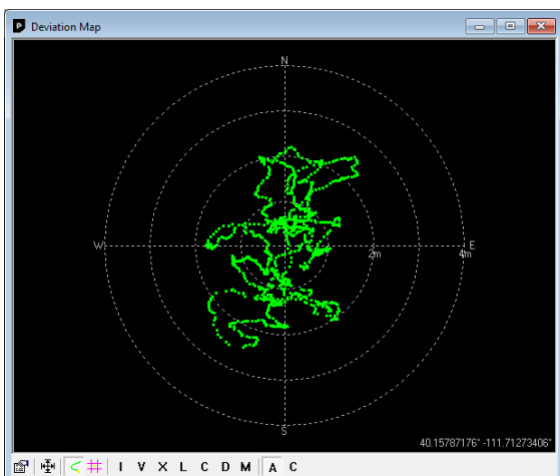 P Deviation Map
N
W
E
2m
4m
S
40.15787176° -111.71273406°
I V X L C D M A C